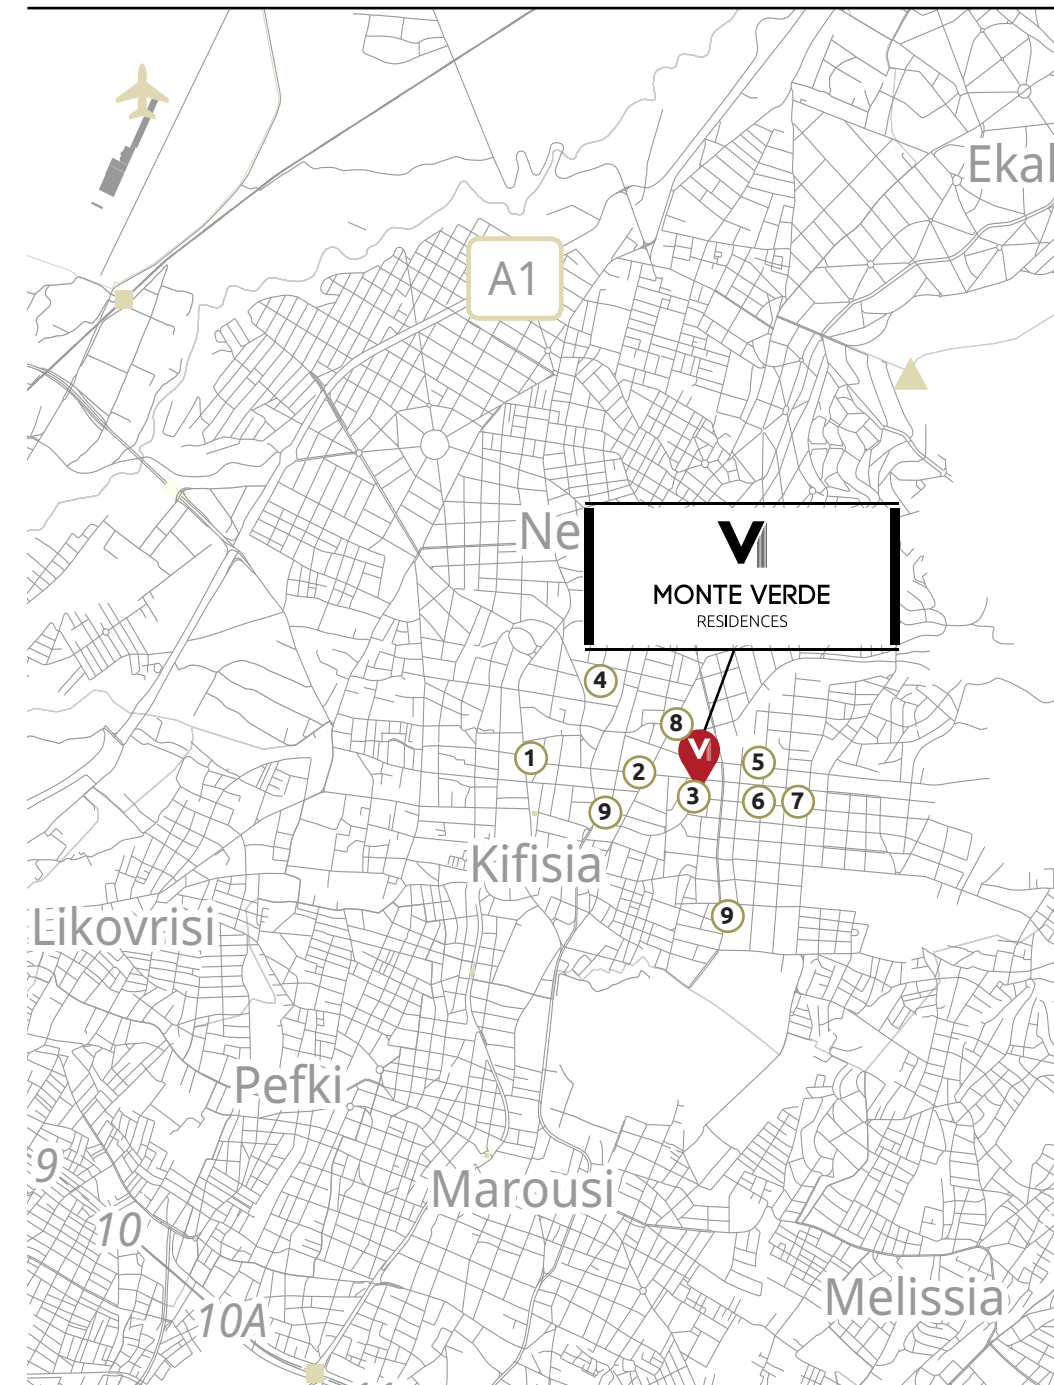 Ekal
A1
Ne
V
MONTE VERDE
RESIDENCES
4
8
V
1
2
5
3
6
7
9
Kifisia
9
Likovrisi
Pefki
9
Marousi
10
Melissia
10A